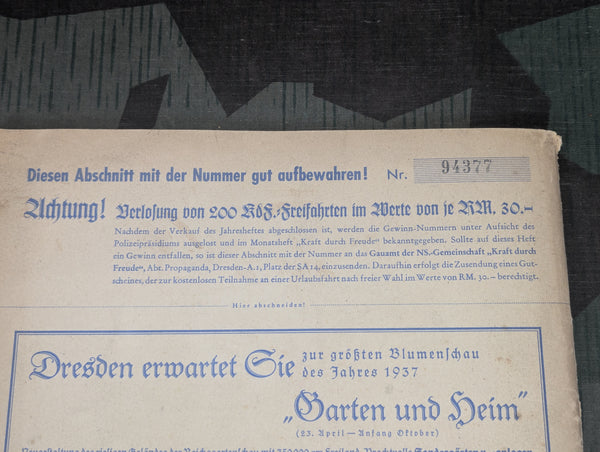 Diesen Abschnitt mit der Nummer gut aufbewahren! Nr. 94377
Achtung! Verlosung von 200 KdF.-Freifahrten im Werte von je RM. 30.–
Nachdem der Verkauf des Jahresheftes abgeschlossen ist, werden die Gewinn-Nummern unter Aufsicht des
Polizeipräsidiums ausgelost und im Monatsheft „Kraft durch Freude“ bekanntgegeben. Sollte auf dieses Heft
ein Gewinn entfallen, so ist dieser Abschnitt mit der Nummer an das Gauamt der NS.-Gemeinschaft „Kraft durch
Freude“, Abt. Propaganda, Dresden-A. 1, Platz der SA 14, einzusenden. Daraufhin erfolgt die Zusendung eines Gut-
scheines, der zur kostenlosen Teilnahme an einer Urlaubsfahrt nach freier Wahl im Werte von RM. 30.– berechtigt.
Hier abschneiden!
Dresden erwartet Sie zur größten Blumenschau
des Jahres 1937
„Garten und Heim“
(23. April — Anfang Oktober)